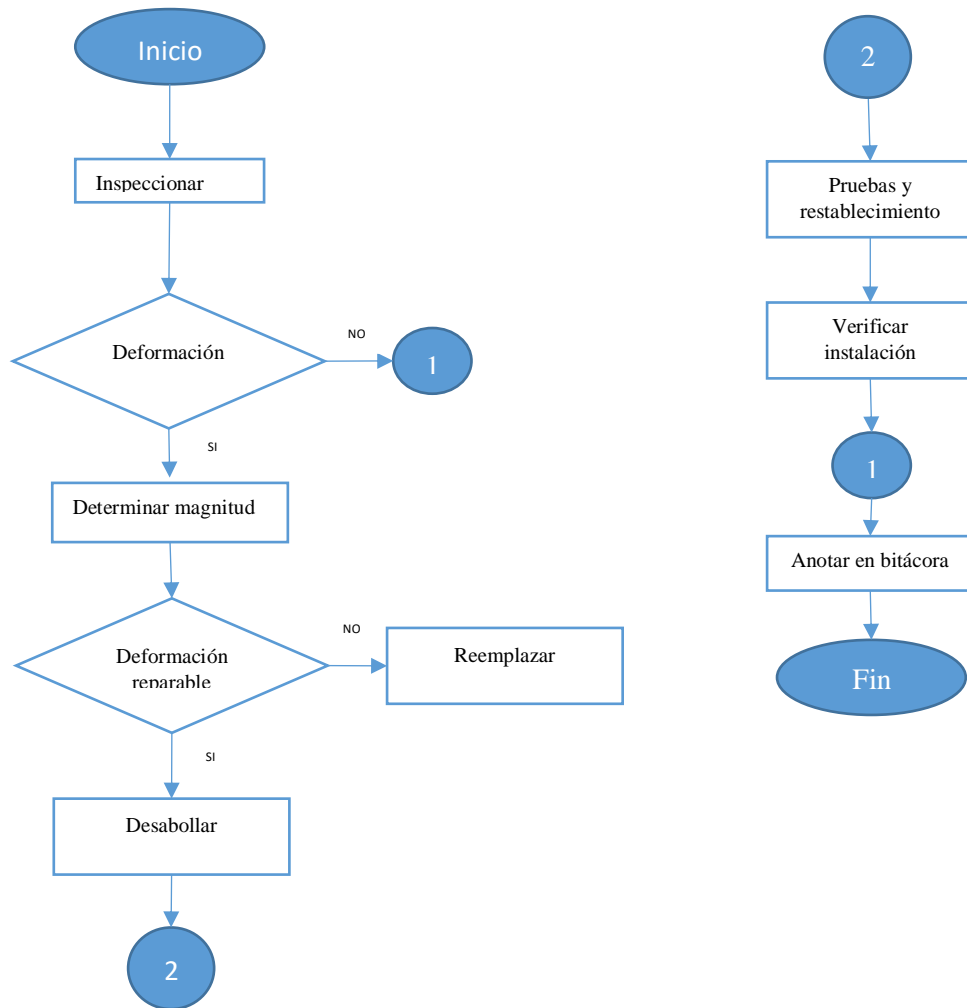 Inicio
Inspeccionar
Deformación
NO
1
SI
Determinar magnitud
Deformación
reparable
NO
Reemplazar
SI
Desabollar
2
2
Pruebas y
restablecimiento
Verificar
instalación
1
Anotar en bitácora
Fin